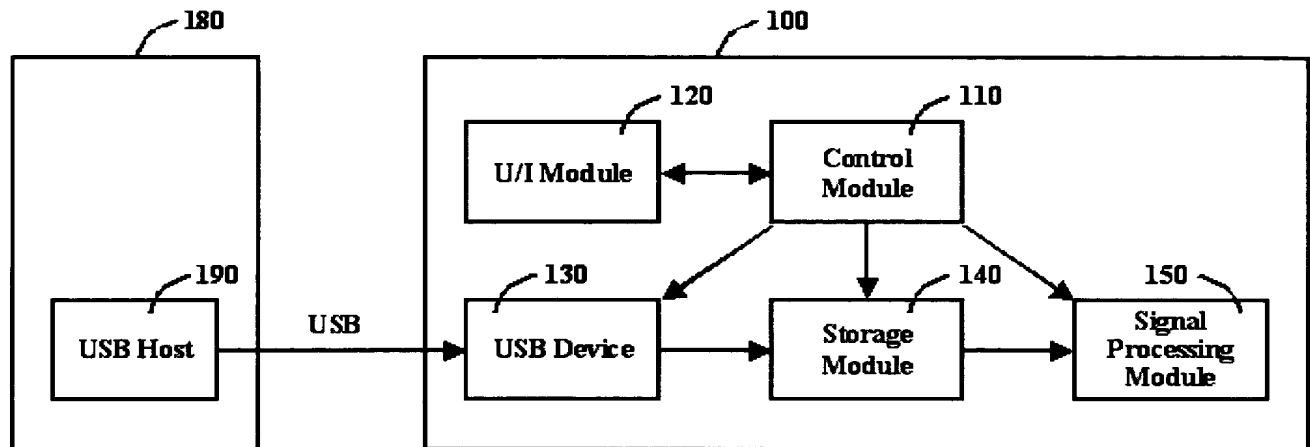 180
100
120
110
U/I Module
Control
Module
190
130
140
150
USB Host
USB
USB Device
Storage
Module
Signal
Processing
Module